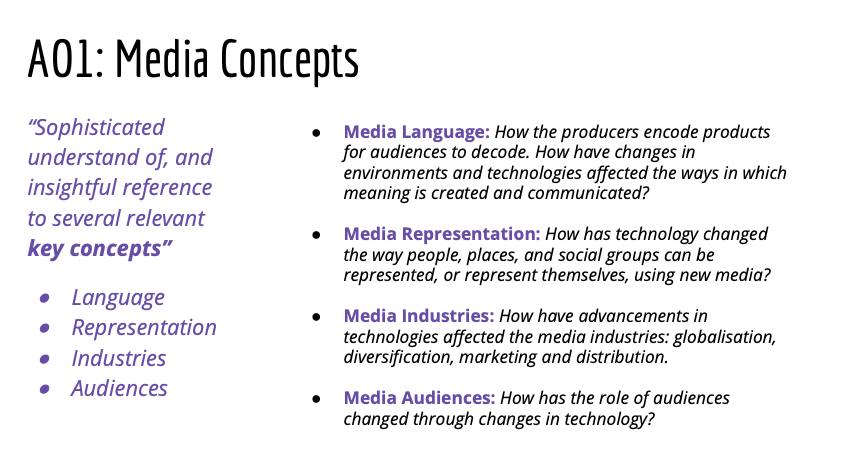 AO1: Media Concepts
“Sophisticated
understand of, and
insightful reference
to several relevant
key concepts”
● Language
● Representation
● Industries
● Audiences
● Media Language: How the producers encode products
for audiences to decode. How have changes in
environments and technologies affected the ways in which
meaning is created and communicated?
● Media Representation: How has technology changed
the way people, places, and social groups can be
represented, or represent themselves, using new media?
● Media Industries: How have advancements in
technologies affected the media industries: globalisation,
diversification, marketing and distribution.
● Media Audiences: How has the role of audiences
changed through changes in technology?